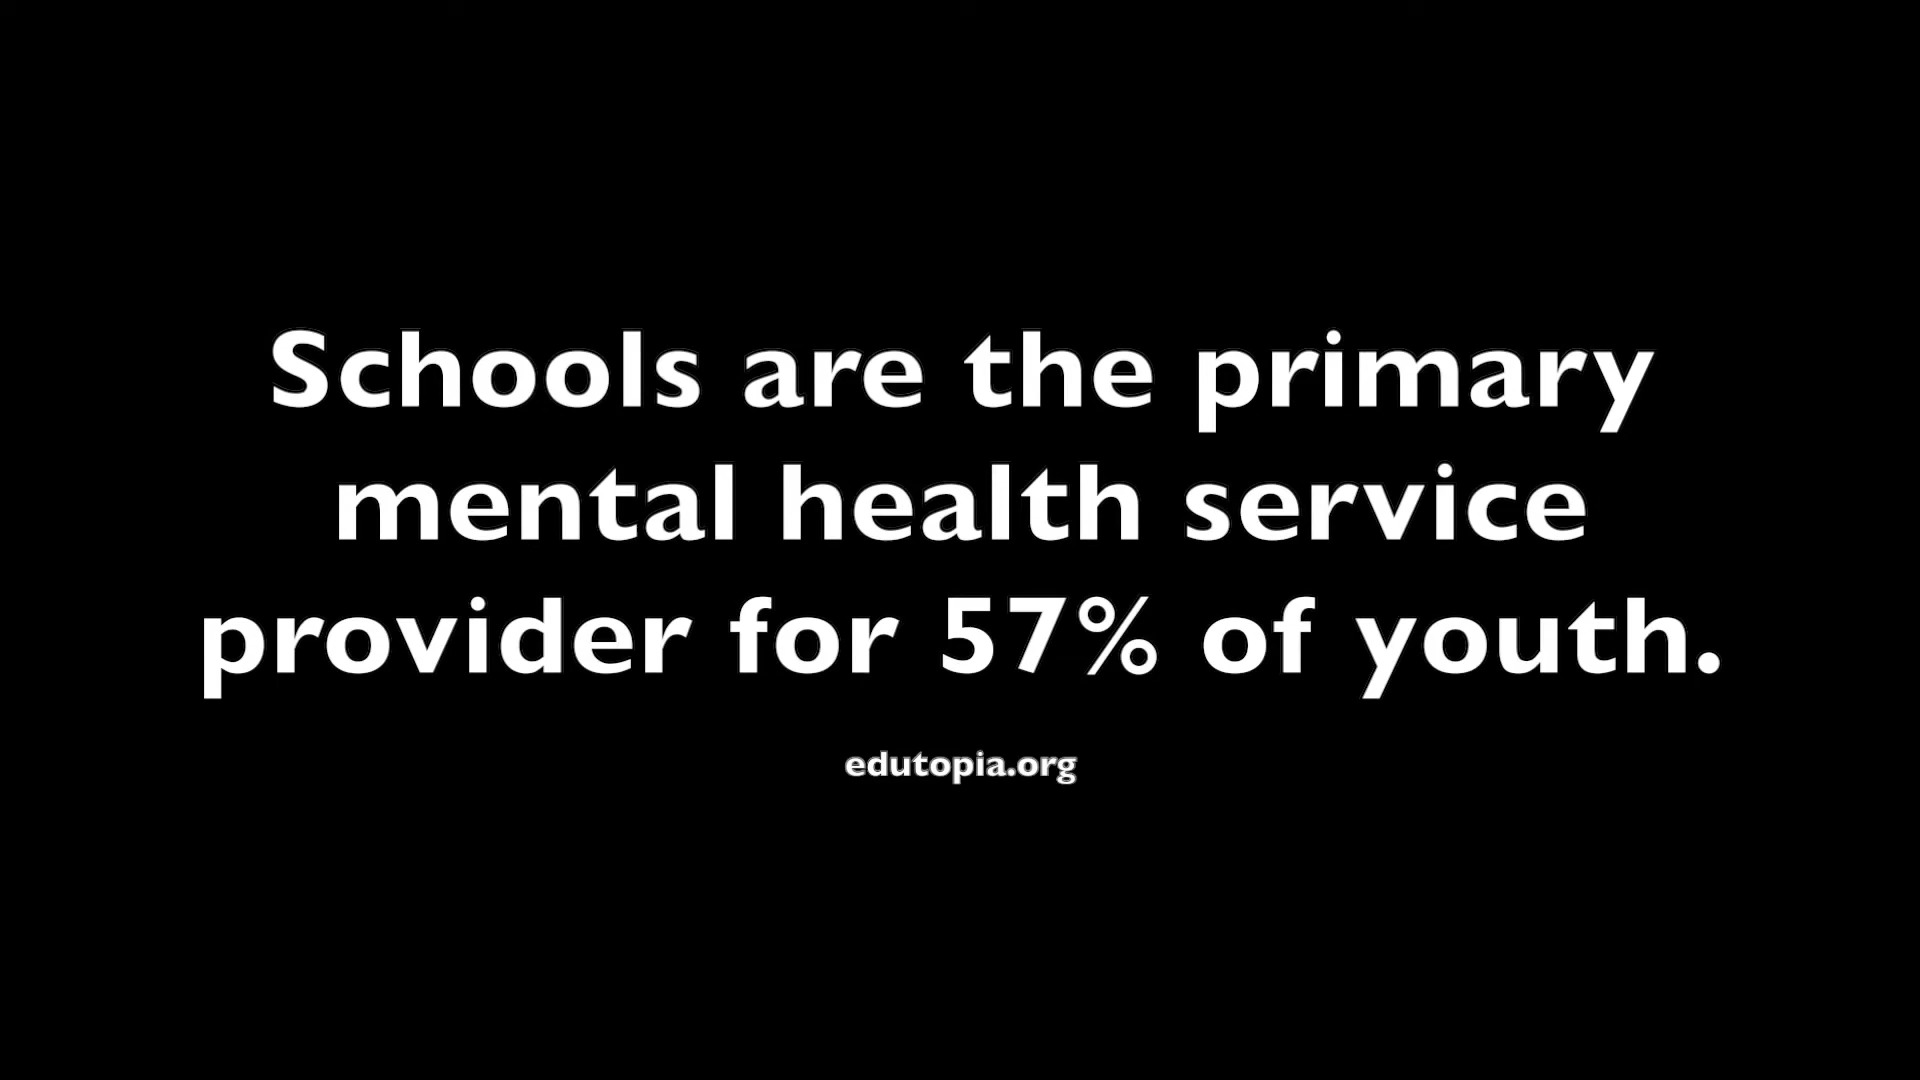 Schools are the primary
mental health service
provider for 57% of youth.
edutopia.org